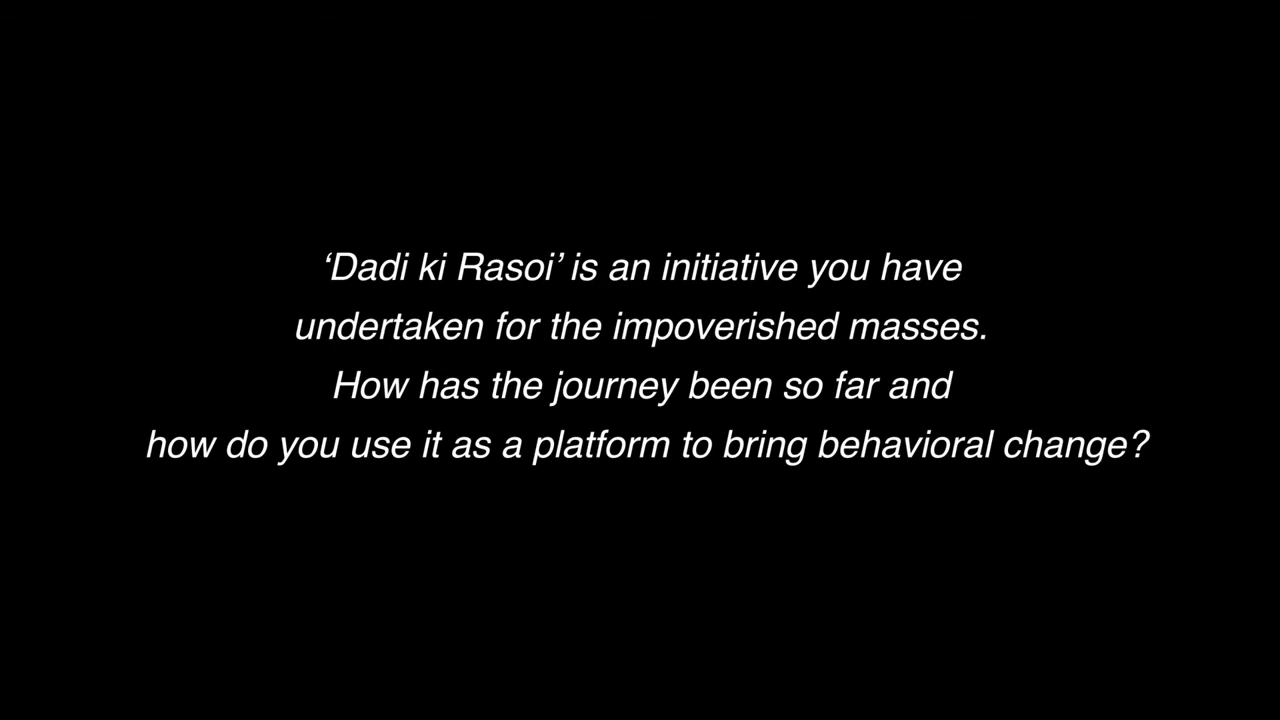 ‘Dadi ki Rasoi’ is an initiative you have
undertaken for the impoverished masses.
How has the journey been so far and
how do you use it as a platform to bring behavioral change?